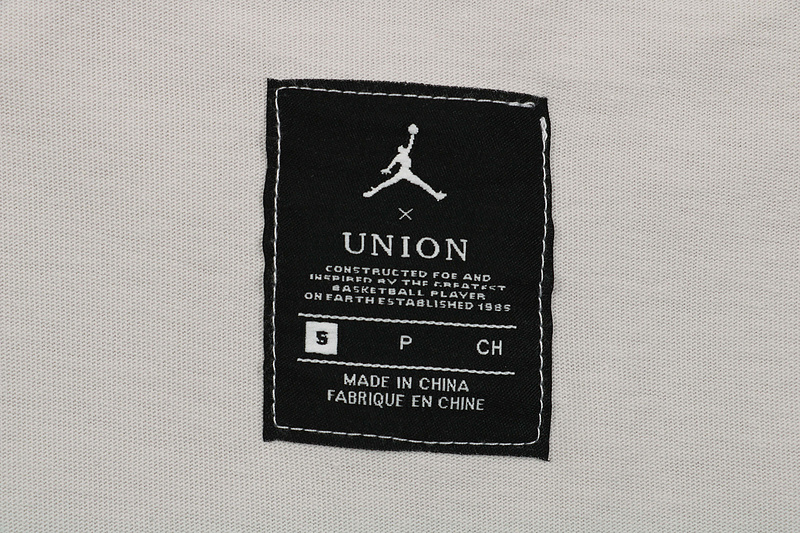 ×
UNION
CONSTRUCTED FOE AND
INSPIRED BY THE GREATEST
BASKETBALL PLAYER
ON EARTH ESTABLISHED 1985
S P CH
MADE IN CHINA
FABRIQUE EN CHINE